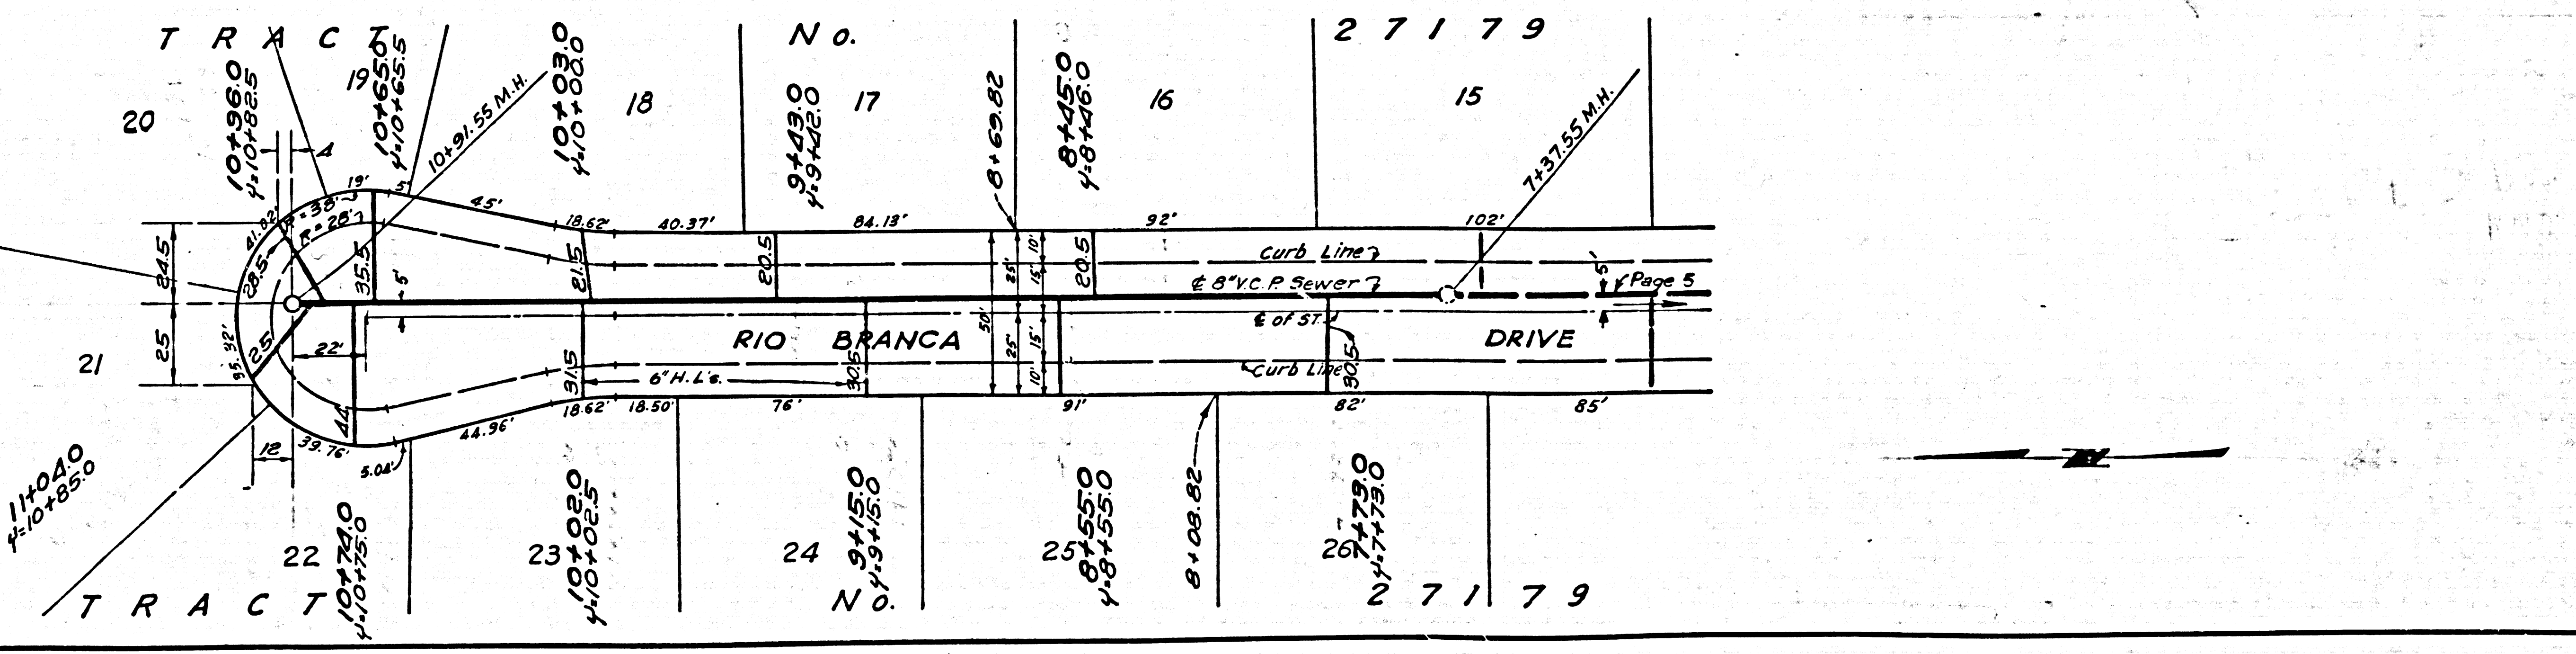 TRACT No. 27179
20
19
18
17
16
15
10+96.0
Y=10+82.5
10+65.0
Y=10+65.5
10+91.55 M.H.
10+03.0
Y=10+00.0
9+43.0
Y=9+42.0
8+69.82
8+45.0
Y=8+46.0
7+37.55 M.H.
4
19'
5'
45'
18.62'
40.37'
84.13'
92'
102'
41.02'
R=38'
R=28'
24.5
28.5
35.5
5'
21.5
20.5
25'
10'
15'
20.5
Curb Line
℄ 8" V.C.P. Sewer
5'
Page 5
50'
℄ of ST.
RIO BRANCA DRIVE
21
25
35.32'
25
22'
31.5
6" H.L's.
30.5
25'
15'
10'
Curb Line
30.5
44
12
39.76'
5.04'
44.96'
18.62'
18.50'
76'
91'
82'
85'
11+04.0
Y=10+85.0
N
22
10+74.0
Y=10+75.0
23
10+02.0
Y=10+02.5
24
9+15.0
Y=9+15.0
25
8+55.0
Y=8+55.0
8+08.82
26
7+73.0
Y=7+73.0
TRACT No. 27179